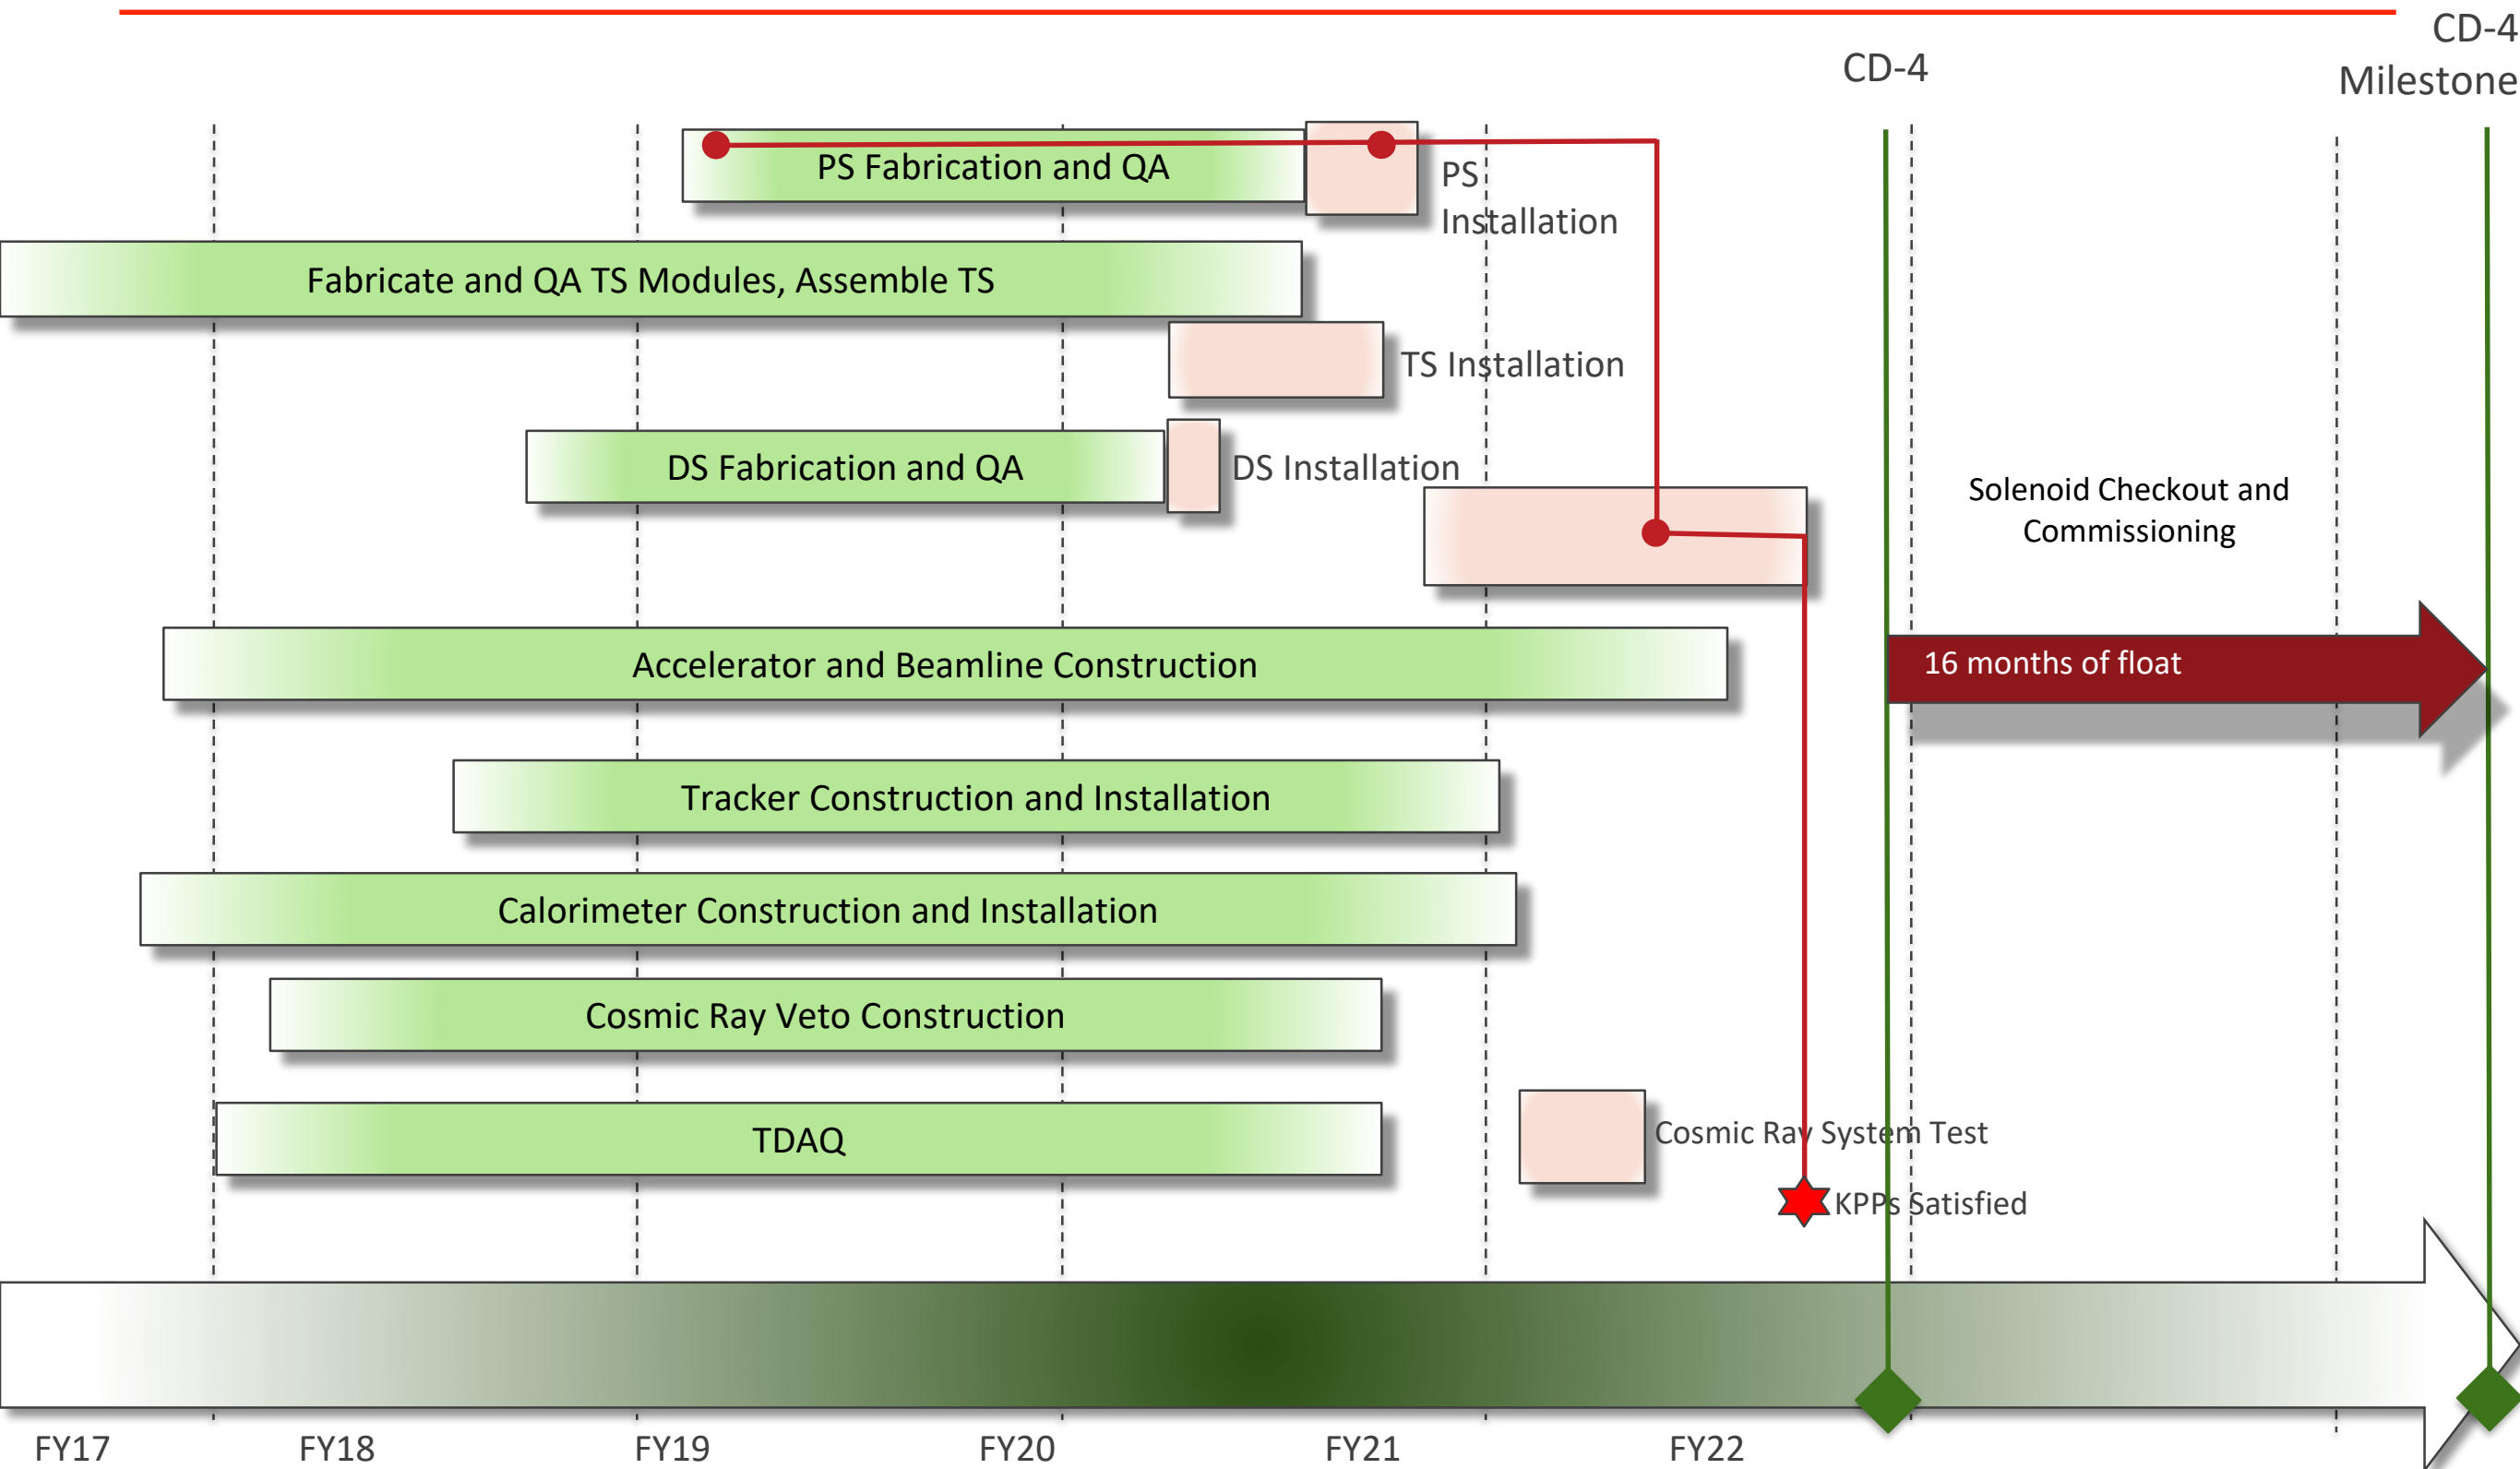 CD-4
Milestone
CD-4
PS Fabrication and QA
PS
Installation
Fabricate and QA TS Modules, Assemble TS
TS Installation
DS Fabrication and QA
DS Installation
Solenoid Checkout and
Commissioning
Accelerator and Beamline Construction
16 months of float
Tracker Construction and Installation
Calorimeter Construction and Installation
Cosmic Ray Veto Construction
TDAQ
Cosmic Ray System Test
KPPs Satisfied
FY17
FY18
FY19
FY20
FY21
FY22